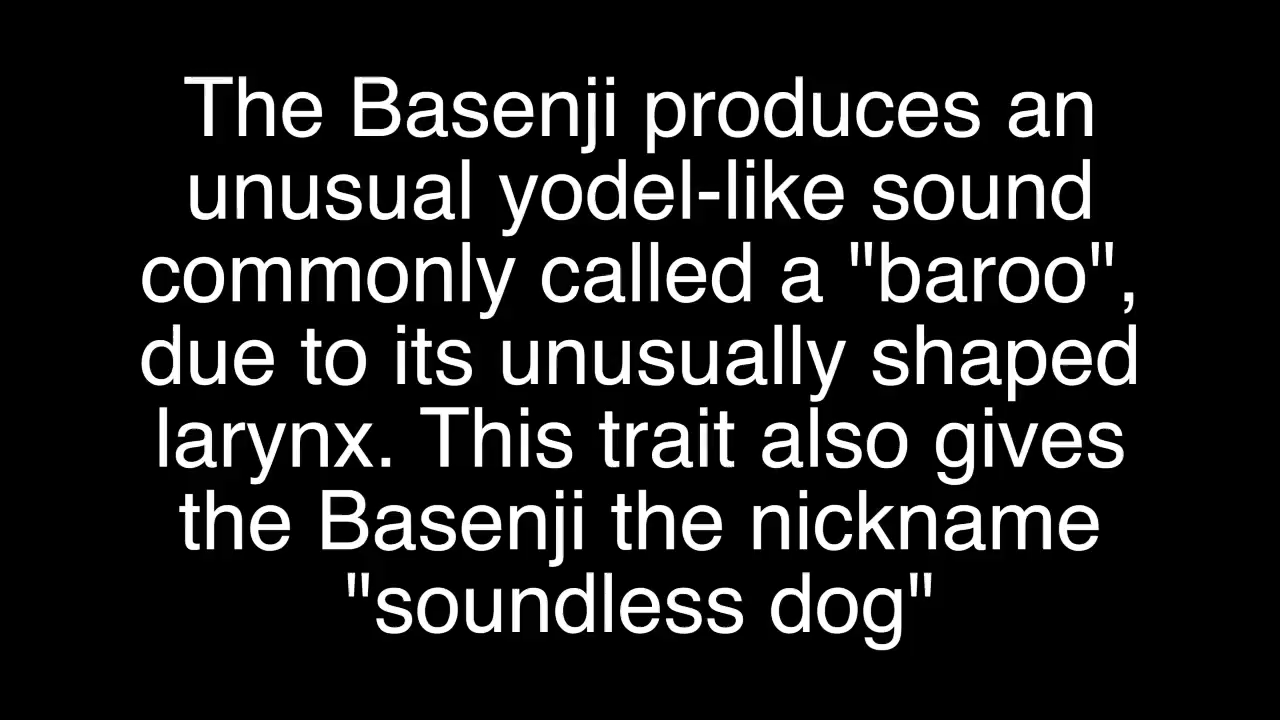 The Basenji produces an
unusual yodel-like sound
commonly called a "baroo",
due to its unusually shaped
larynx. This trait also gives
the Basenji the nickname
"soundless dog"